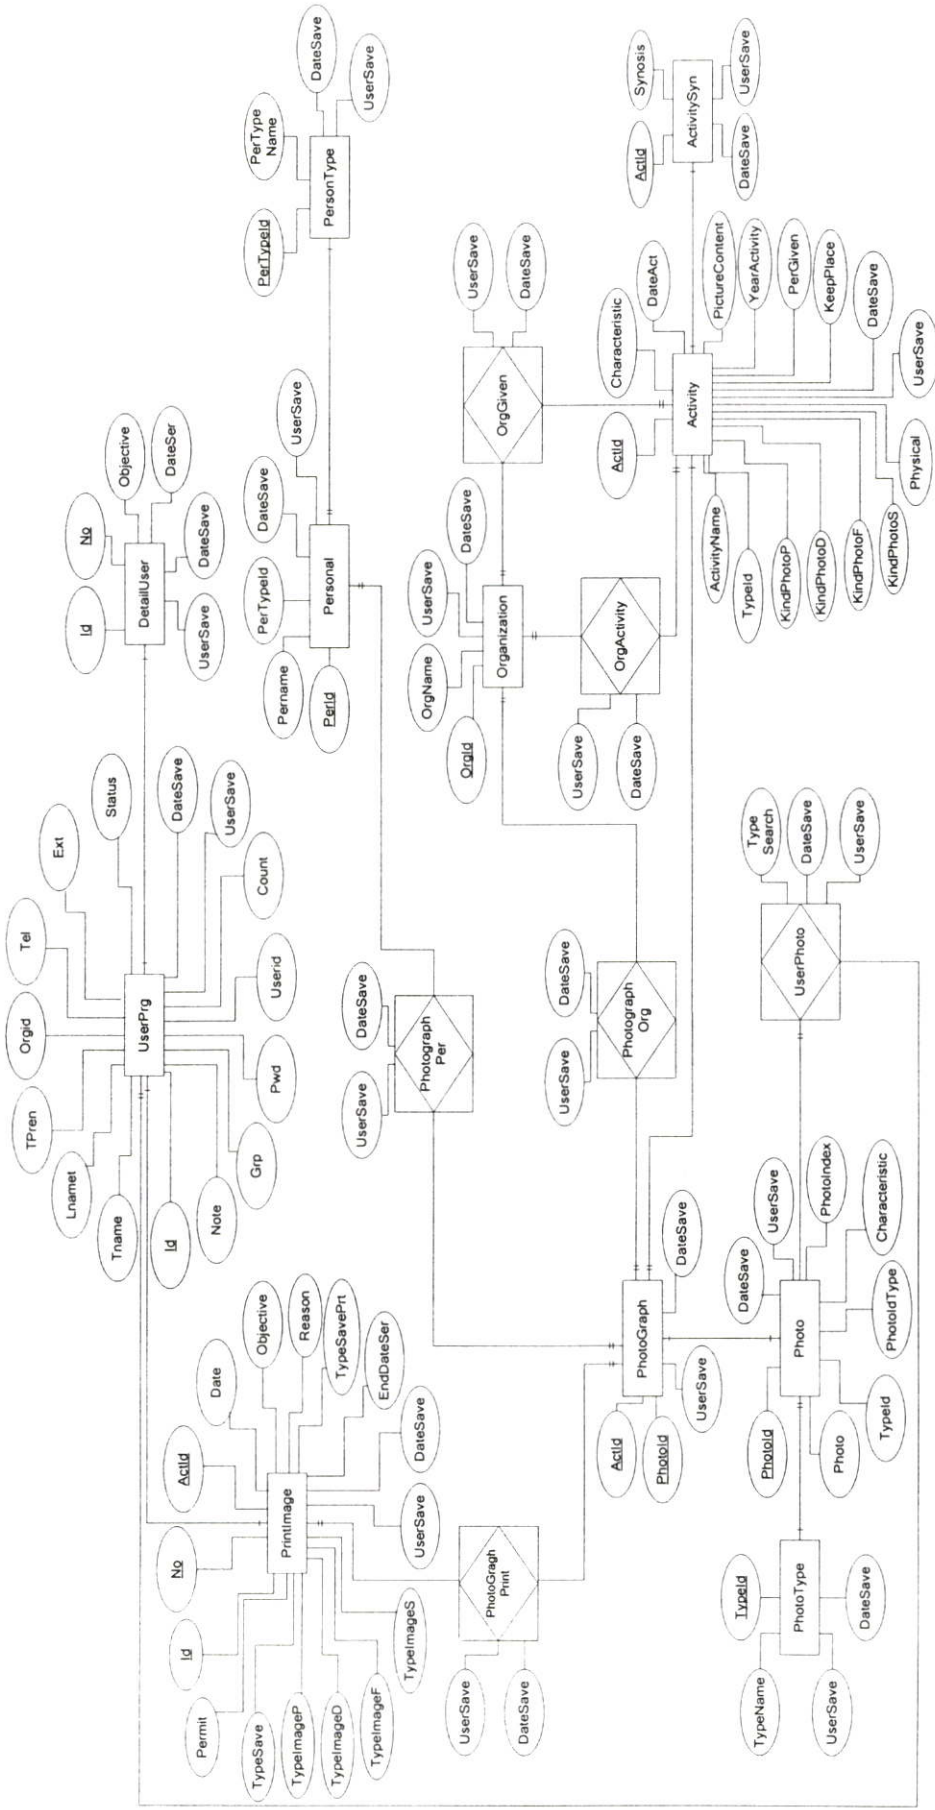 Tel
Ext
Orgid
Status
TPren
DateSave
Lnamet
UserSave
Tname
Count
Id
Userid
Note
Pwd
Grp
UserPrg
Id
No
Objective
DateSer
DateSave
UserSave
DetailUser
PerTypeId
PerType
Name
DateSave
UserSave
PersonType
Pername
PerTypeId
DateSave
UserSave
PerId
Personal
Permit
Id
No
ActId
Date
Objective
Reason
TypeSavePrt
EndDateSer
DateSave
UserSave
TypeSave
TypeImageP
TypeImageD
TypeImageF
TypeImageS
PrintImage
UserSave
DateSave
Photograph
Per
OrgId
OrgName
UserSave
DateSave
Organization
UserSave
DateSave
OrgGiven
UserSave
DateSave
OrgActivity
UserSave
DateSave
Photograph
Org
UserSave
DateSave
PhotoGragh
Print
ActId
PhotoId
UserSave
DateSave
PhotoGraph
ActId
Characteristic
DateAct
PictureContent
YearActivity
PerGiven
KeepPlace
DateSave
UserSave
Physical
KindPhotoS
KindPhotoF
KindPhotoD
KindPhotoP
TypeId
ActivityName
Activity
ActId
Synosis
DateSave
UserSave
ActivitySyn
TypeName
TypeId
UserSave
DateSave
PhotoType
PhotoId
DateSave
UserSave
PhotoIndex
Characteristic
PhotoIdType
TypeId
Photo
Photo
Type
Search
DateSave
UserSave
UserPhoto